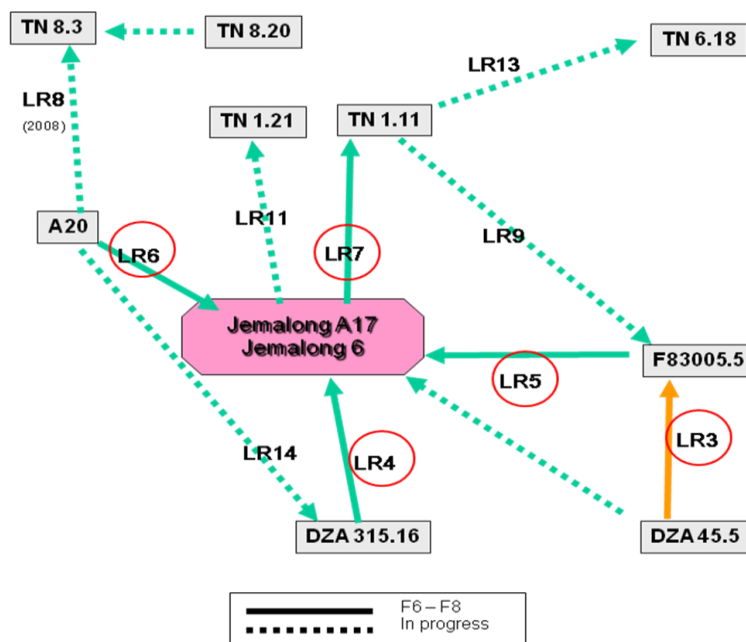 TN 8.3
TN 8.20
TN 6.18
LR13
LR8
(2008)
TN 1.21
TN 1.11
A20
LR11
LR9
LR6
LR7
Jemalong A17
Jemalong 6
F83005.5
LR5
LR3
LR14
LR4
DZA 315.16
DZA 45.5
F6 – F8
In progress